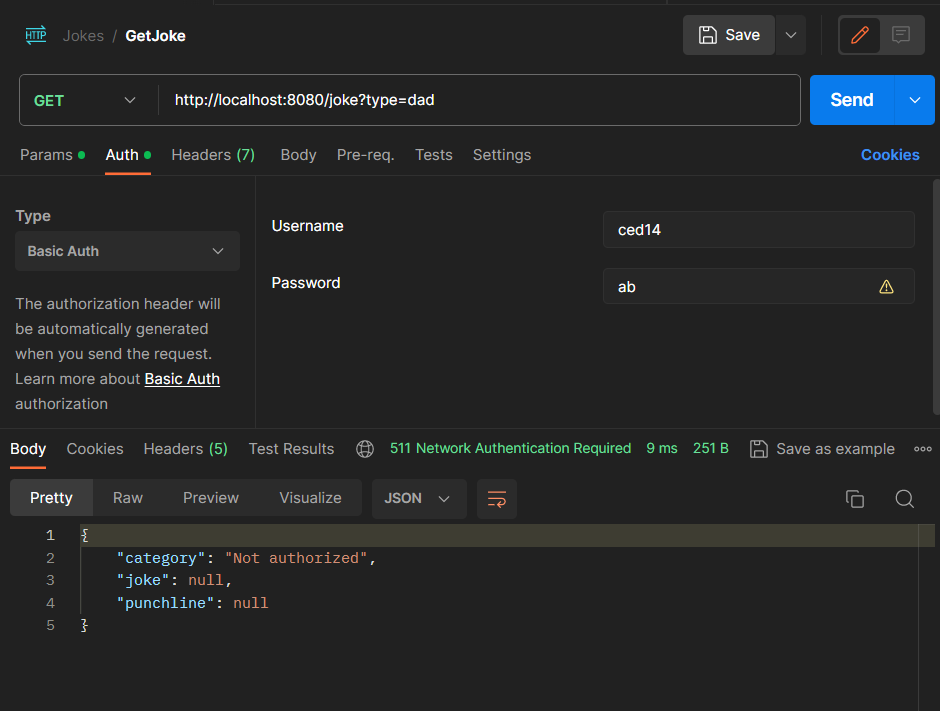 HTTP Jokes / GetJoke Save
GET http://localhost:8080/joke?type=dad Send
Params Auth Headers (7) Body Pre-req. Tests Settings Cookies
Type
Basic Auth
The authorization header will
be automatically generated
when you send the request.
Learn more about Basic Auth
authorization
Username ced14
Password ab
Body Cookies Headers (5) Test Results 511 Network Authentication Required 9 ms 251 B Save as example
Pretty Raw Preview Visualize JSON
1 {
2 "category": "Not authorized",
3 "joke": null,
4 "punchline": null
5 }